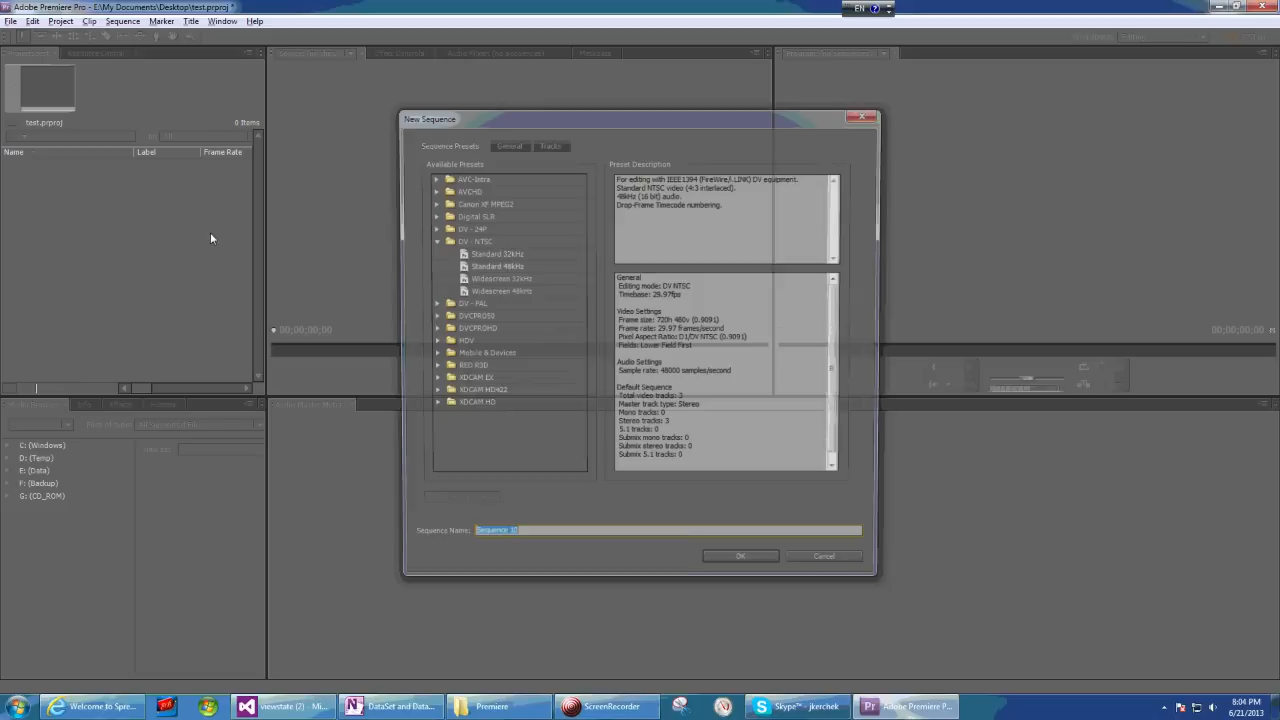 Adobe Premiere Pro - E:\My Documents\Desktop\test.prproj *
EN
File Edit Project Clip Sequence Marker Title Window Help
test.prproj
0 Items
Name Label Frame Rate
New Sequence
Sequence Presets General Tracks
Available Presets
AVC-Intra
AVCHD
Canon XF MPEG2
Digital SLR
DV - 24P
DV - NTSC
Standard 32kHz
Standard 48kHz
Widescreen 32kHz
Widescreen 48kHz
DV - PAL
DVCPRO50
DVCPROHD
HDV
Mobile & Devices
RED R3D
XDCAM EX
XDCAM HD422
XDCAM HD
Preset Description
For editing with IEEE1394 (FireWire/i.LINK) DV equipment.
Standard NTSC video (4:3 interlaced).
48kHz (16 bit) audio.
Drop-Frame Timecode numbering.
General
Editing mode: DV NTSC
Timebase: 29.97fps
Video Settings
Frame size: 720h 480v (0.9091)
Frame rate: 29.97 frames/second
Pixel Aspect Ratio: D1/DV NTSC (0.9091)
Fields: Lower Field First
Audio Settings
Sample rate: 48000 samples/second
Default Sequence
Total video tracks: 3
Master track type: Stereo
Mono tracks: 0
Stereo tracks: 3
5.1 tracks: 0
Submix mono tracks: 0
Submix stereo tracks: 0
Submix 5.1 tracks: 0
Sequence Name: Sequence 10
OK Cancel
00;00;00;00
00;00;00;00
C: (Windows)
D: (Temp)
E: (Data)
F: (Backup)
G: (CD_ROM)
Welcome to Spre...
viewstate (2) - Mi...
DataSet and Data...
Premiere
ScreenRecorder
Skype™ - jkerchek
Adobe Premiere P...
8:04 PM
6/21/2013